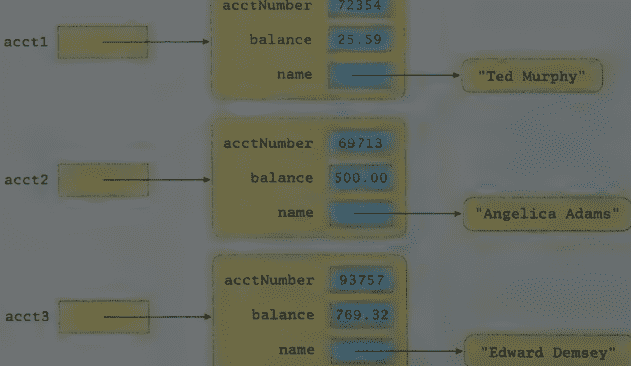 acctNumber 72354
acct1
balance 25.59
name "Ted Murphy"
acctNumber 69713
acct2
balance 500.00
name "Angelica Adams"
acctNumber 93757
acct3
balance 769.32
name "Edward Demsey"